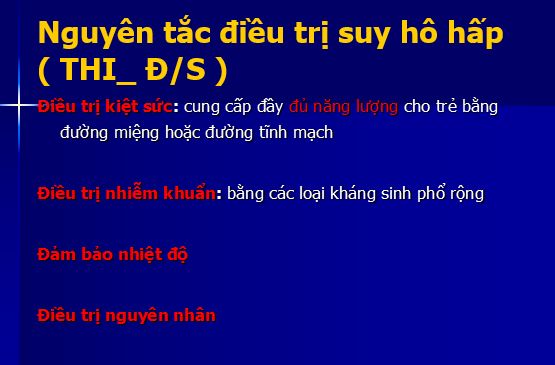 Nguyên tắc điều trị suy hô hấp
( THI_ Đ/S )
Điều trị kiệt sức: cung cấp đầy đủ năng lượng cho trẻ bằng
đường miệng hoặc đường tĩnh mạch
Điều trị nhiễm khuẩn: bằng các loại kháng sinh phổ rộng
Đảm bảo nhiệt độ
Điều trị nguyên nhân